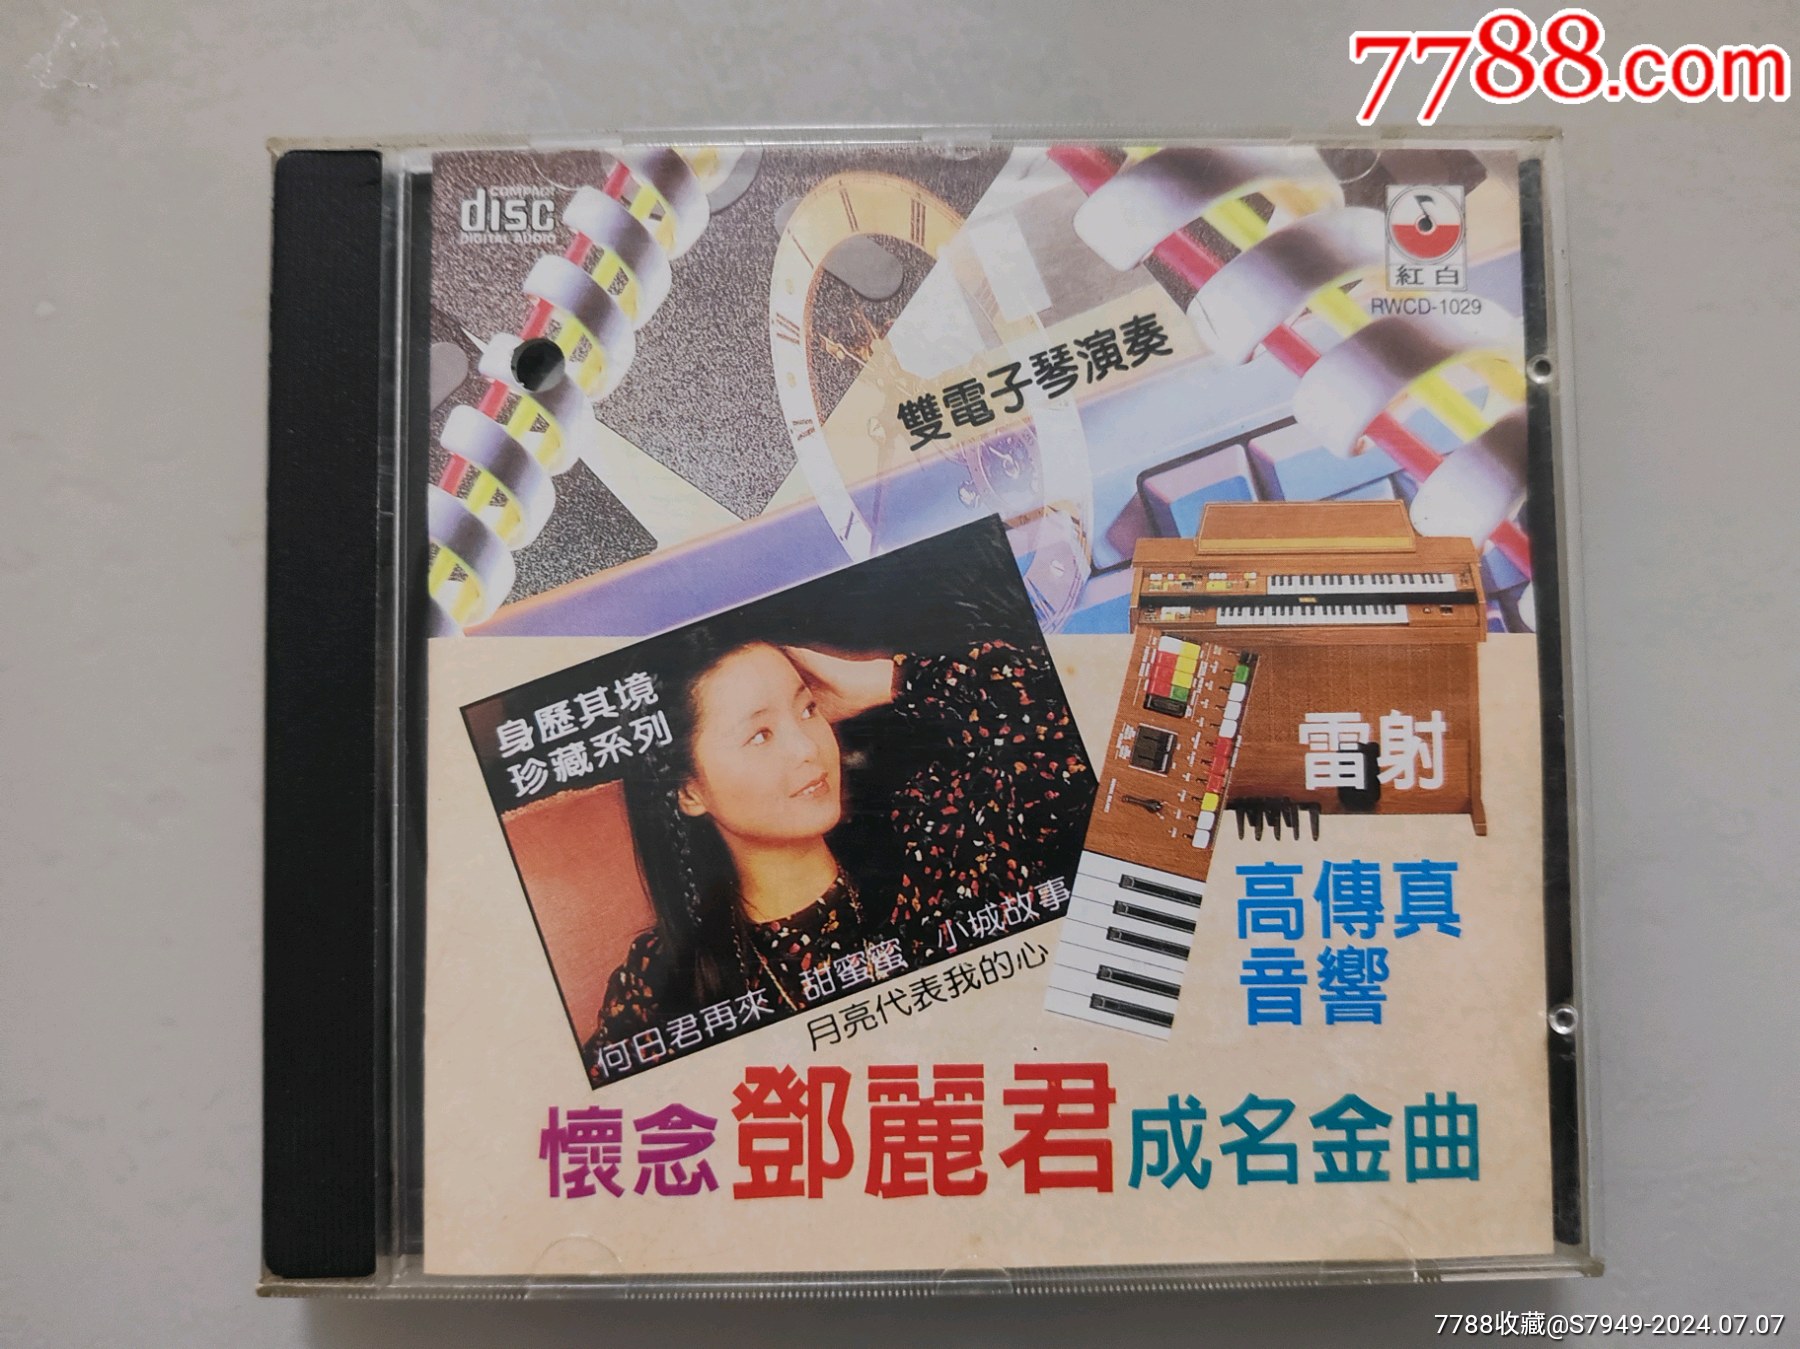 7788.com
COMPACT
disc
DIGITAL AUDIO
紅白
RWCD-1029
雙電子琴演奏
身歷其境
珍藏系列
雷射
高傳真
音響
何日君再來 甜蜜蜜 小城故事
月亮代表我的心
懷念鄧麗君成名金曲
7788收藏@S7949-2024.07.07